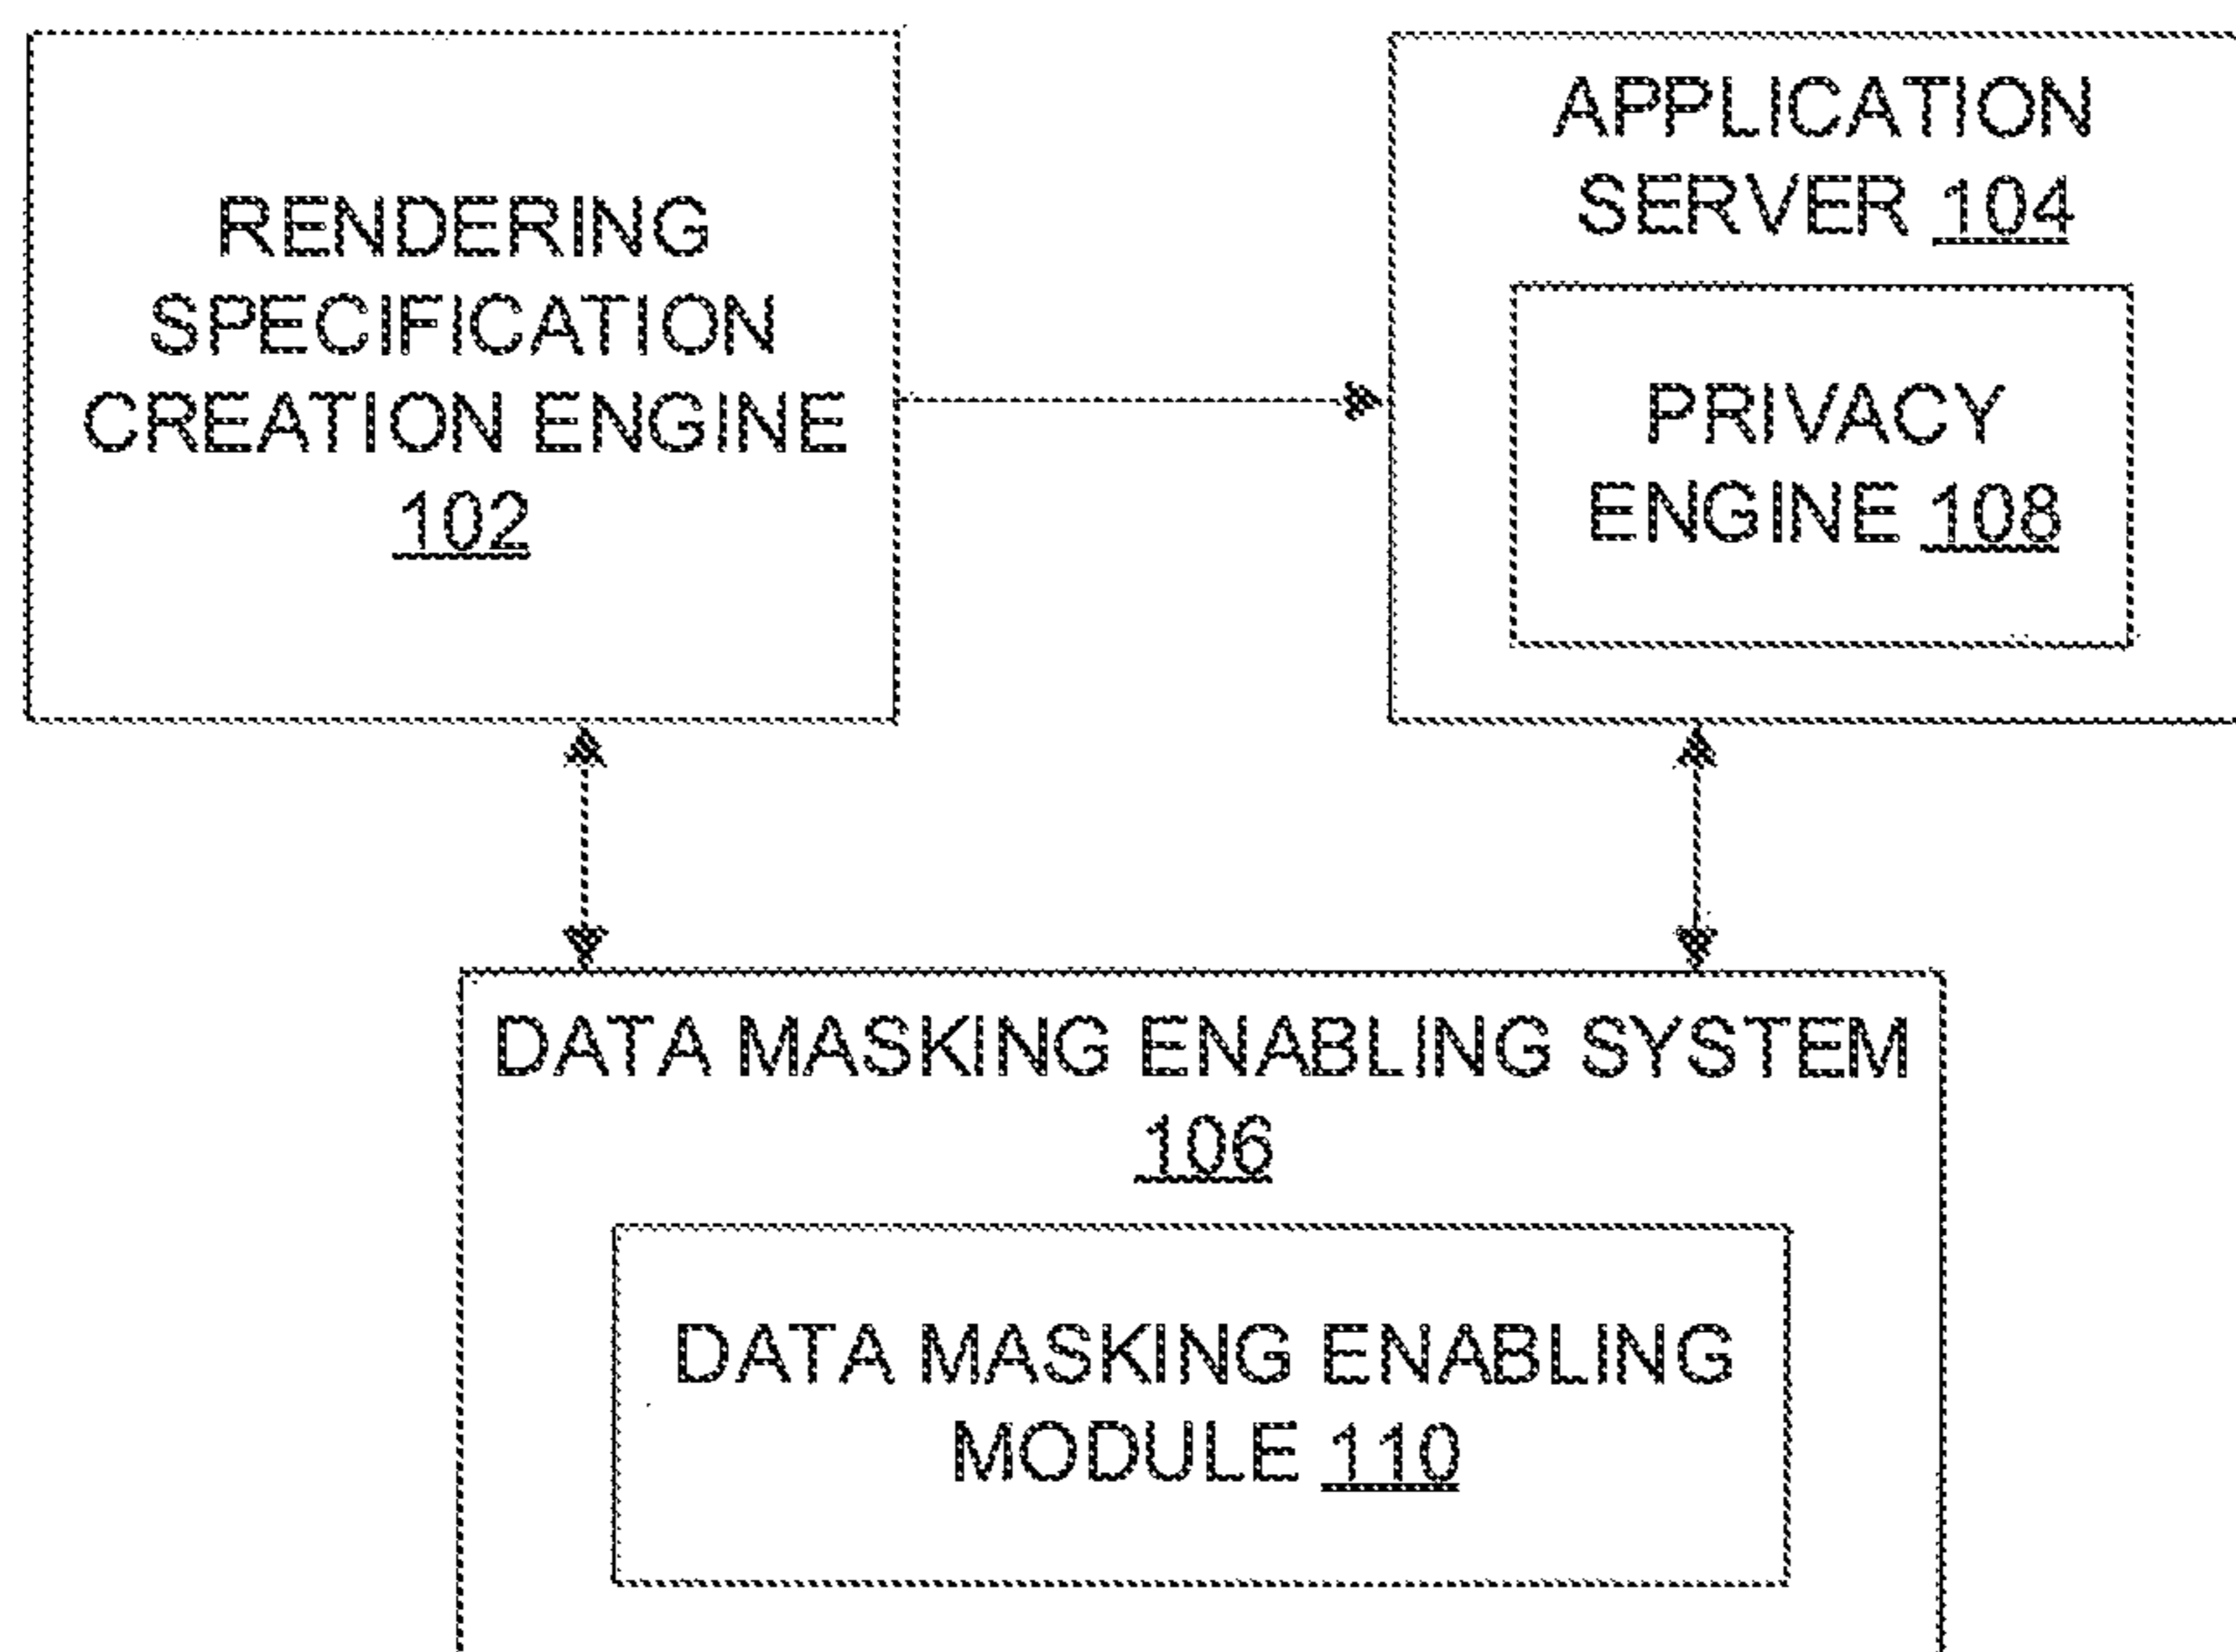 RENDERING
SPECIFICATION
CREATION ENGINE
102
APPLICATION
SERVER 104
PRIVACY
ENGINE 108
DATA MASKING ENABLING SYSTEM
106
DATA MASKING ENABLING
MODULE 110